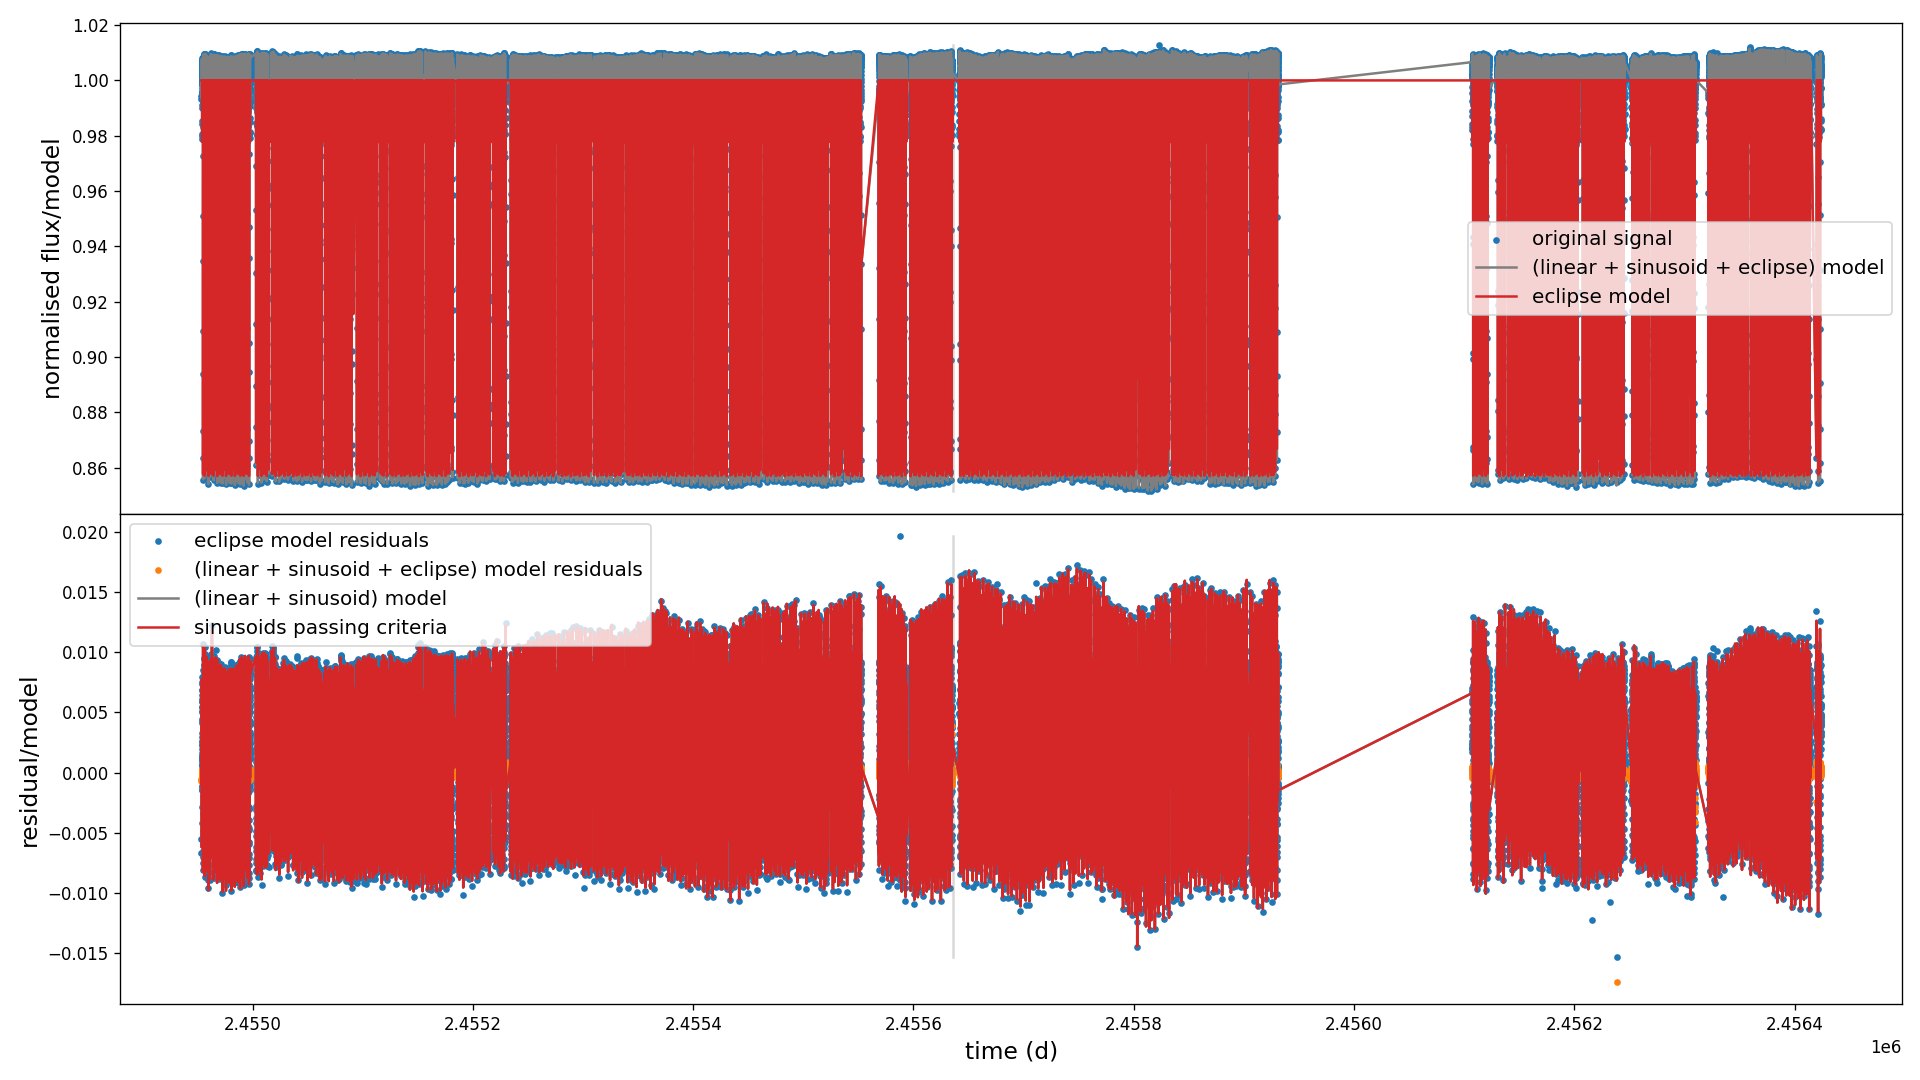 1.02
1.00
0.98
0.96
0.94
0.92
0.90
0.88
0.86
normalised flux/model
original signal
(linear + sinusoid + eclipse) model
eclipse model
0.020
0.015
0.010
0.005
0.000
−0.005
−0.010
−0.015
residual/model
eclipse model residuals
(linear + sinusoid + eclipse) model residuals
(linear + sinusoid) model
sinusoids passing criteria
2.4550 2.4552 2.4554 2.4556 2.4558 2.4560 2.4562 2.4564
1e6
time (d)